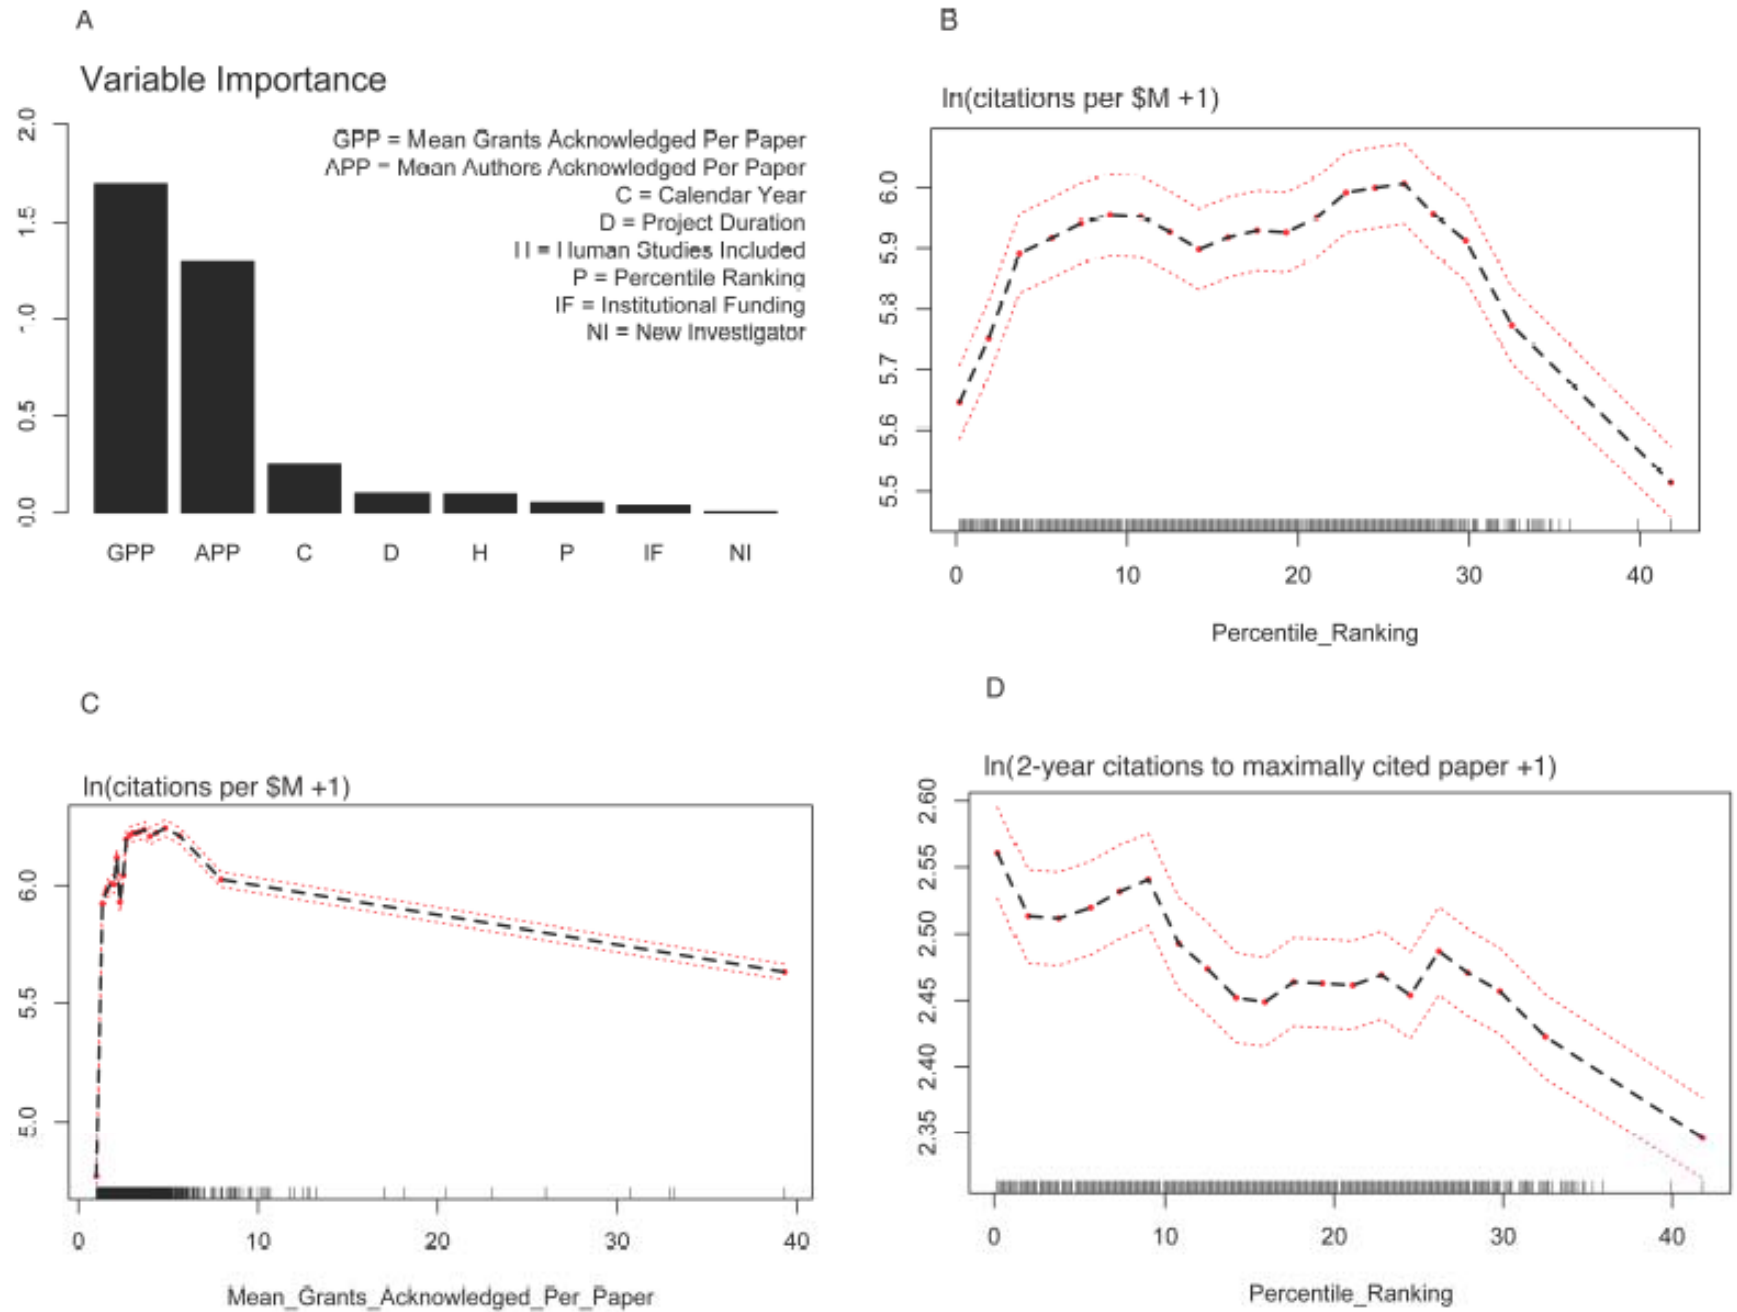 A
Variable Importance
2.0
1.5
1.0
0.5
0.0
GPP = Mean Grants Acknowledged Per Paper
APP = Mean Authors Acknowledged Per Paper
C = Calendar Year
D = Project Duration
H = Human Studies Included
P = Percentile Ranking
IF = Institutional Funding
NI = New Investigator
GPP APP C D H P IF NI
B
ln(citations per $M +1)
6.0
5.9
5.8
5.7
5.6
5.5
0 10 20 30 40
Percentile_Ranking
C
ln(citations per $M +1)
6.0
5.5
5.0
0 10 20 30 40
Mean_Grants_Acknowledged_Per_Paper
D
ln(2-year citations to maximally cited paper +1)
2.60
2.55
2.50
2.45
2.40
2.35
0 10 20 30 40
Percentile_Ranking